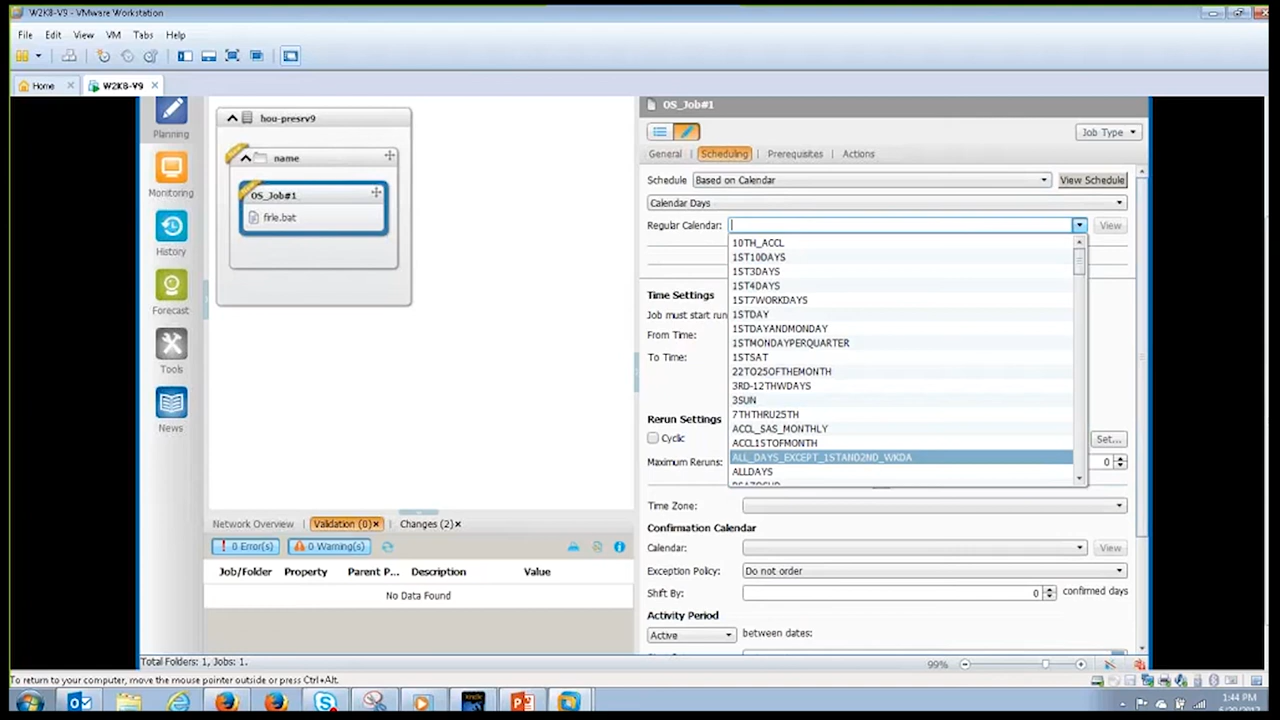 W2K8-V9 - VMware Workstation
File Edit View VM Tabs Help
Home W2K8-V9
Planning
Monitoring
History
Forecast
Tools
News
hou-presrv9
name
OS_Job#1
firle.bat
OS_Job#1
Job Type
General Scheduling Prerequisites Actions
Schedule Based on Calendar View Schedule
Calendar Days
Regular Calendar: View
10TH_ACCL
1ST10DAYS
1ST3DAYS
1ST4DAYS
1ST7WORKDAYS
1STDAY
1STDAYANDMONDAY
1STMONDAYPERQUARTER
1STSAT
22TO25OFTHEMONTH
3RD-12THWDAYS
3SUN
7THTHRU25TH
ACCL_SAS_MONTHLY
ACCL1STOFMONTH
ALL_DAYS_EXCEPT_1STAND2ND_WKDA
ALLDAYS
Time Settings
Job must start run
From Time:
To Time:
Rerun Settings
Cyclic Set...
Maximum Reruns: 0
Time Zone:
Confirmation Calendar
Calendar: View
Exception Policy: Do not order
Shift By: 0 confirmed days
Activity Period
Active between dates:
Network Overview Validation (0) Changes (2)
0 Error(s) 0 Warning(s)
Job/Folder Property Parent P... Description Value
No Data Found
Total Folders: 1, Jobs: 1.
99%
To return to your computer, move the mouse pointer outside or press Ctrl+Alt.
1:44 PM